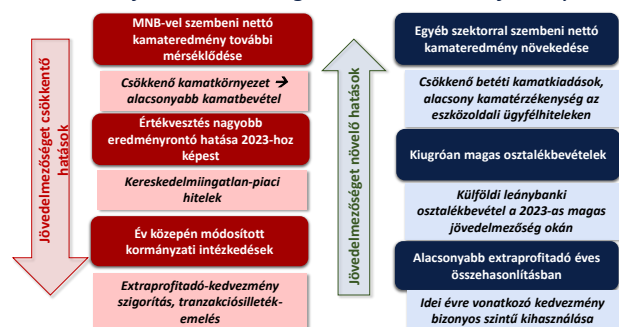 Jövedelmezőséget csökkentő
hatások
MNB-vel szembeni nettó
kamateredmény további
mérséklődése
Csökkenő kamatkörnyezet →
alacsonyabb kamatbevétel
Értékvesztés nagyobb
eredményrontó hatása 2023-hoz
képest
Kereskedelmiingatlan-piaci
hitelek
Év közepén módosított
kormányzati intézkedések
Extraprofitadó-kedvezmény
szigorítás, tranzakciósilleték-
emelés
Jövedelmezőséget növelő hatások
Egyéb szektorral szembeni nettó
kamateredmény növekedése
Csökkenő betéti kamatkiadások,
alacsony kamatérzékenység az
eszközoldali ügyfélhiteleken
Kiugróan magas osztalékbevételek
Külföldi leánybanki
osztalékbevétel a 2023-as magas
jövedelmezőség okán
Alacsonyabb extraprofitadó éves
összehasonlításban
Idei évre vonatkozó kedvezmény
bizonyos szintű kihasználása